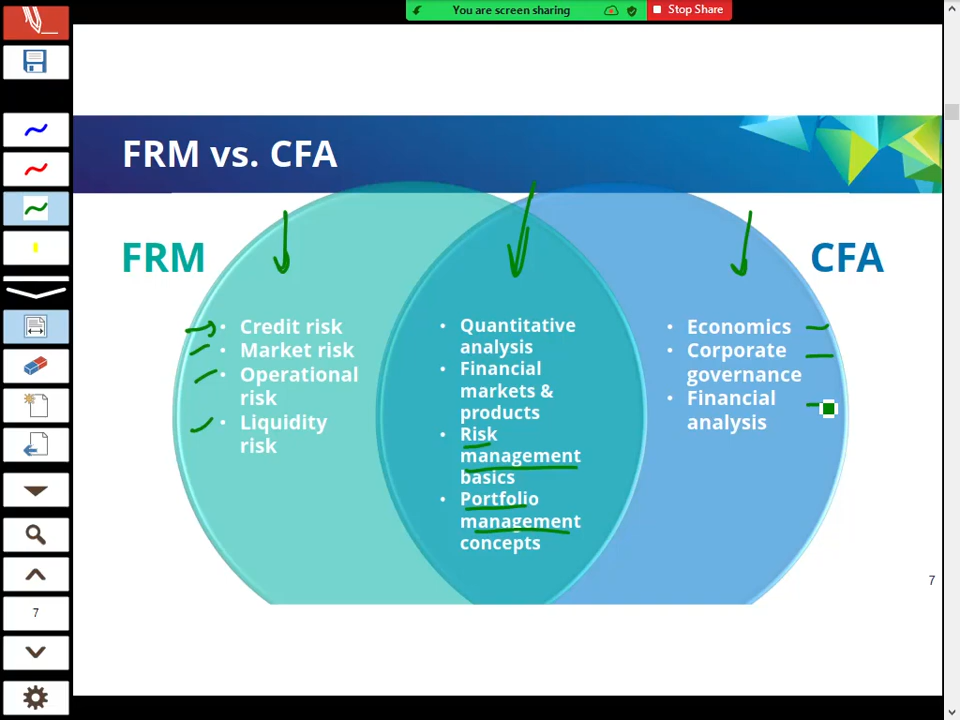 You are screen sharing
Stop Share
FRM vs. CFA
FRM
CFA
• Credit risk
• Market risk
• Operational
risk
• Liquidity
risk
• Quantitative
analysis
• Financial
markets &
products
• Risk
management
basics
• Portfolio
management
concepts
• Economics
• Corporate
governance
• Financial
analysis
7
7